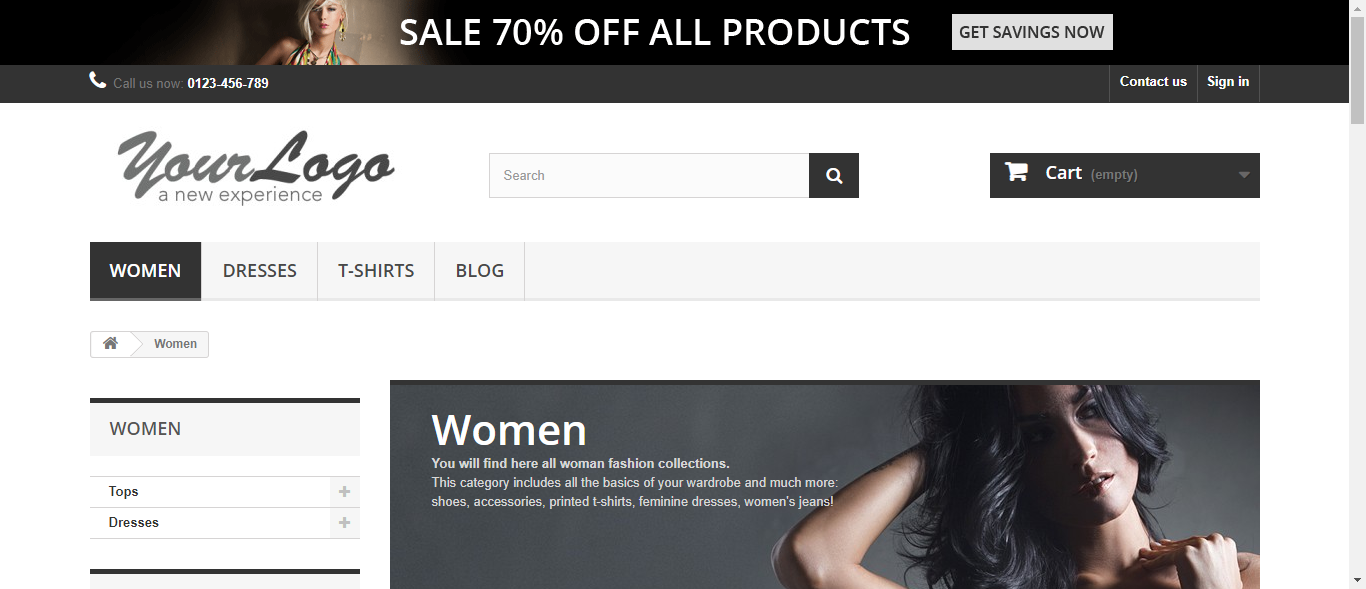 SALE 70% OFF ALL PRODUCTS GET SAVINGS NOW
Call us now: 0123-456-789 Contact us Sign in
YourLogo
a new experience
Search
Cart (empty)
WOMEN DRESSES T-SHIRTS BLOG
Women
WOMEN
Tops
Dresses
Women
You will find here all woman fashion collections.
This category includes all the basics of your wardrobe and much more:
shoes, accessories, printed t-shirts, feminine dresses, women's jeans!